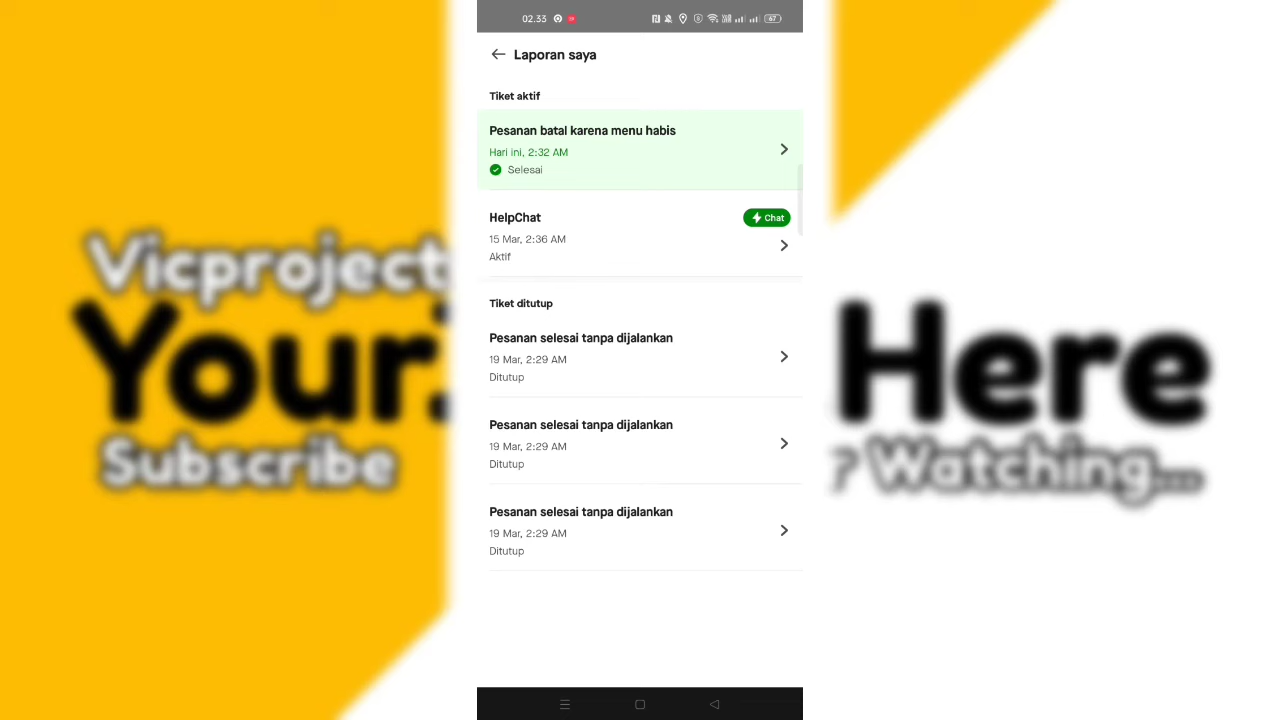 02.33
67
Laporan saya
Tiket aktif
Pesanan batal karena menu habis
Hari ini, 2:32 AM
Selesai
HelpChat
Chat
15 Mar, 2:36 AM
Aktif
Tiket ditutup
Pesanan selesai tanpa dijalankan
19 Mar, 2:29 AM
Ditutup
Pesanan selesai tanpa dijalankan
19 Mar, 2:29 AM
Ditutup
Pesanan selesai tanpa dijalankan
19 Mar, 2:29 AM
Ditutup
Vicproject
Your
Here
Subscribe
? Watching...